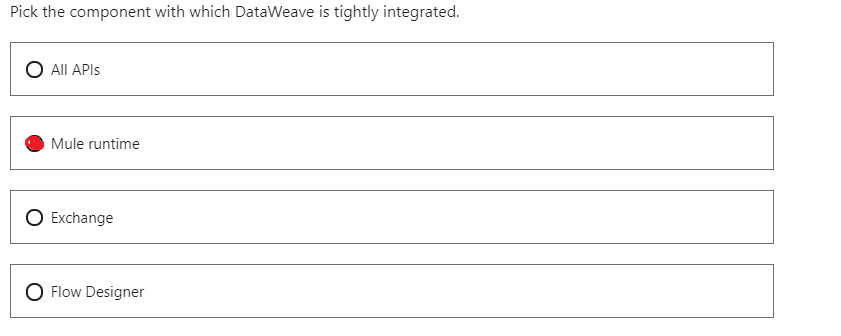 Pick the component with which DataWeave is tightly integrated.
All APIs
Mule runtime
Exchange
Flow Designer